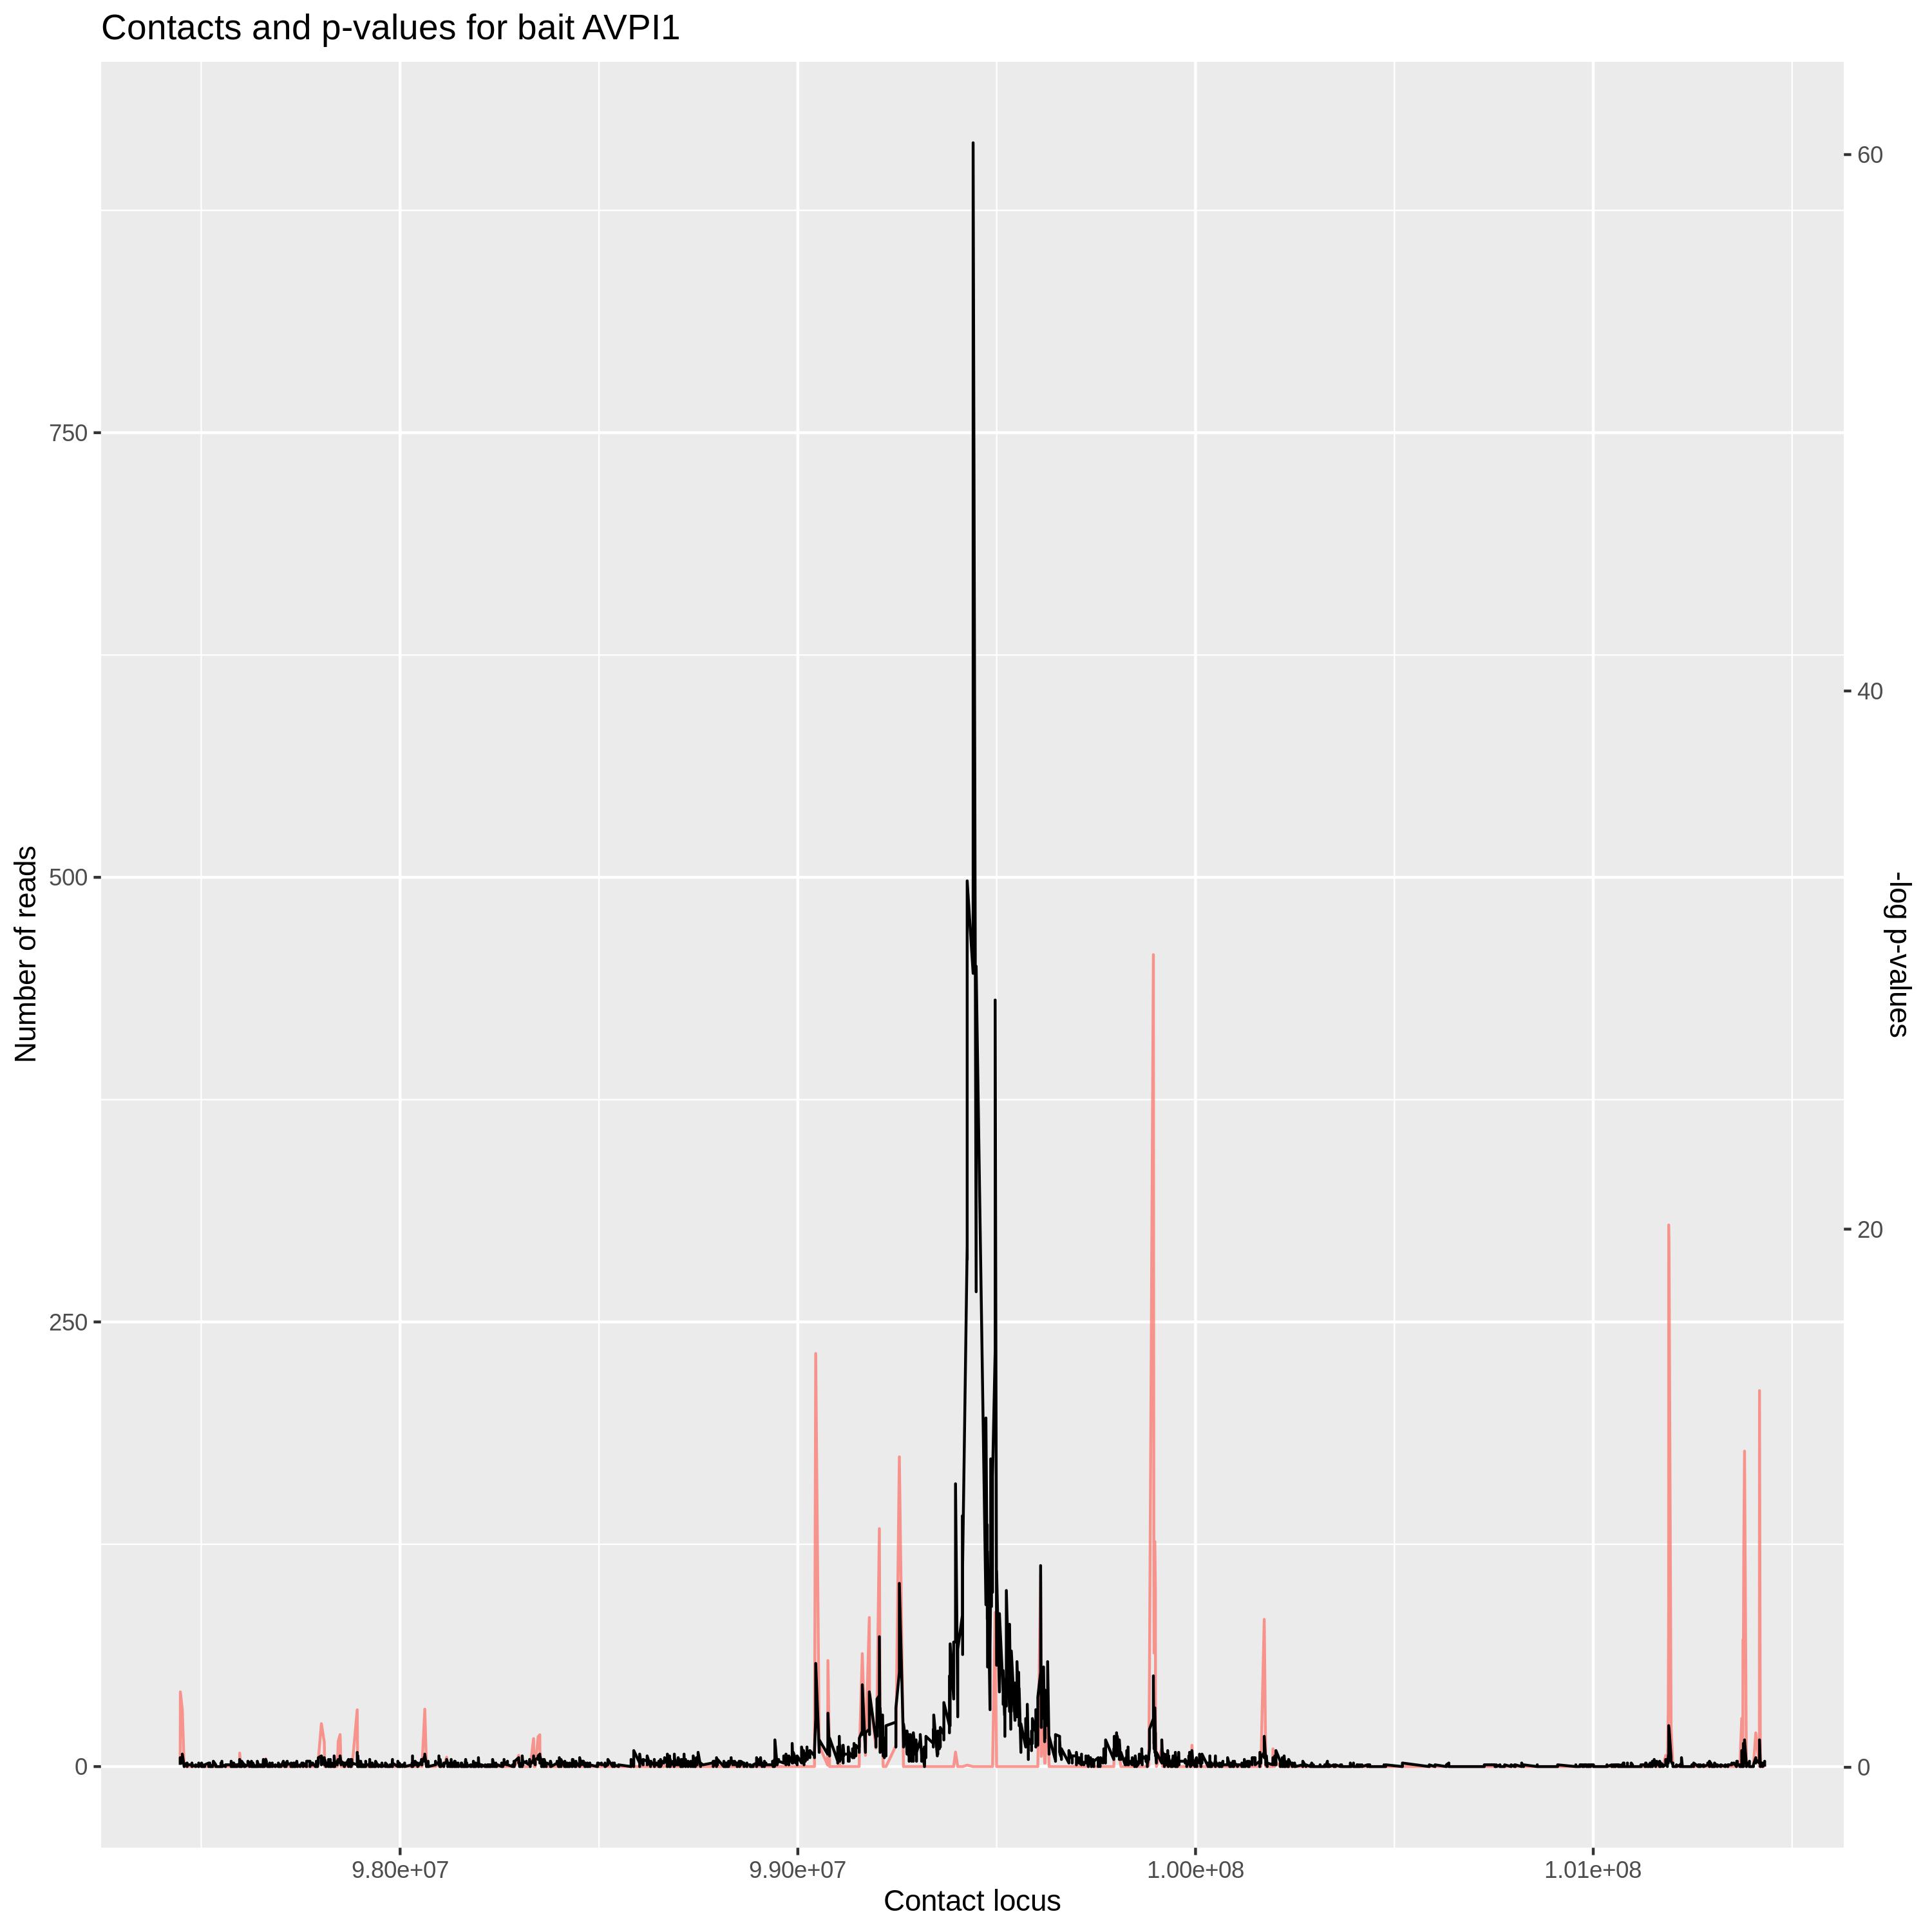 Contacts and p-values for bait AVPI1
Number of reads
750
500
250
0
60
40
20
0
-log p-values
9.80e+07
9.90e+07
1.00e+08
1.01e+08
Contact locus